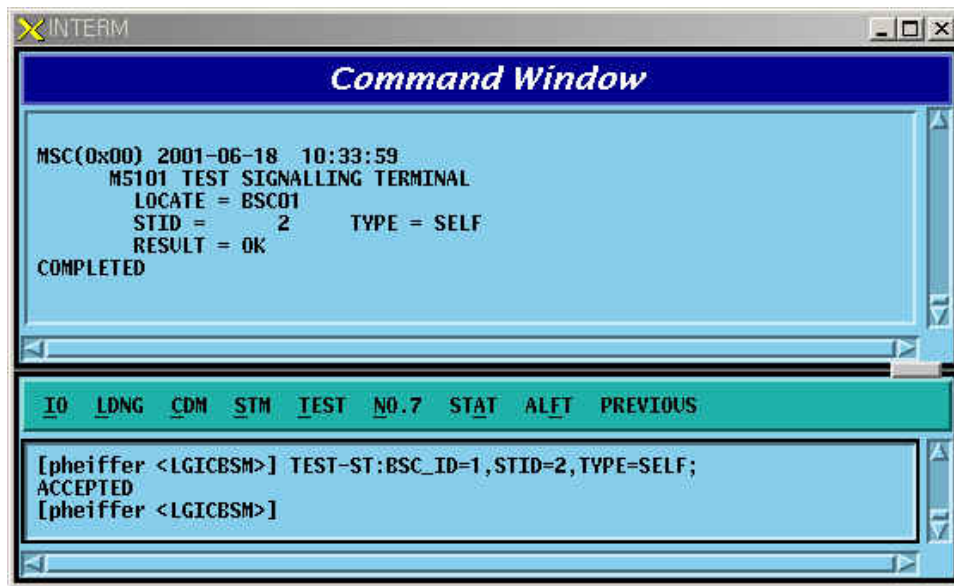 INTERM
Command Window
MSC(0x00) 2001-06-18 10:33:59
M5101 TEST SIGNALLING TERMINAL
LOCATE = BSC01
STID = 2 TYPE = SELF
RESULT = OK
COMPLETED
IO LDNG CDM STM TEST NO.7 STAT ALFT PREVIOUS
[pheiffer <LGICBSM>] TEST-ST:BSC_ID=1,STID=2,TYPE=SELF;
ACCEPTED
[pheiffer <LGICBSM>]